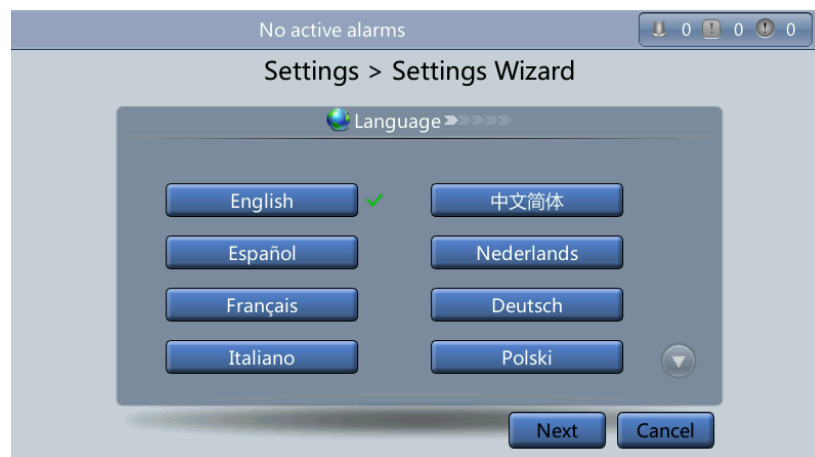 No active alarms 0 0 0
Settings > Settings Wizard
Language
English 中文简体
Español Nederlands
Français Deutsch
Italiano Polski
Next Cancel